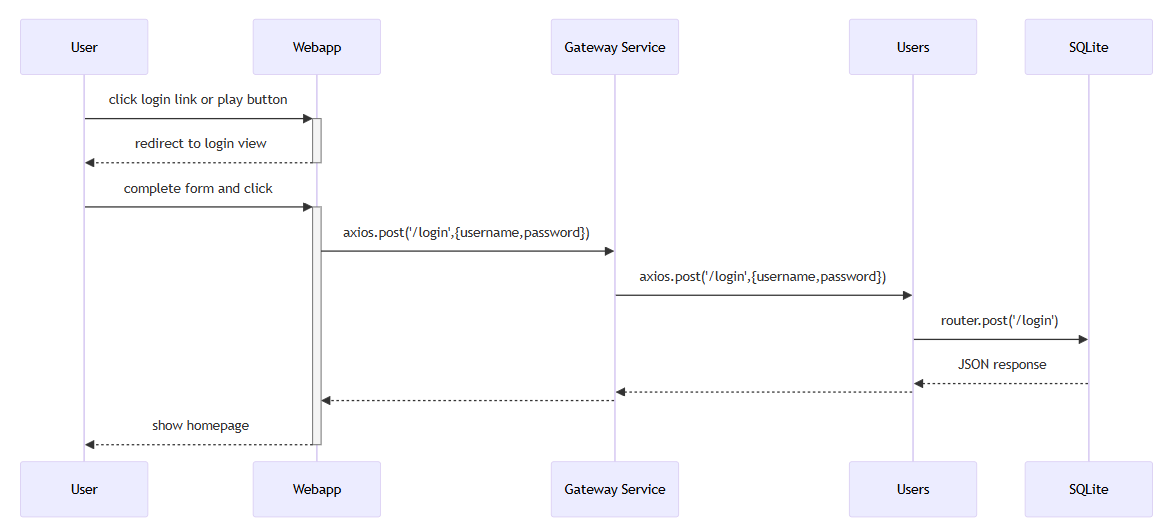 User
Webapp
Gateway Service
Users
SQLite
click login link or play button
redirect to login view
complete form and click
axios.post('/login',{username,password})
axios.post('/login',{username,password})
router.post('/login')
JSON response
show homepage
User
Webapp
Gateway Service
Users
SQLite